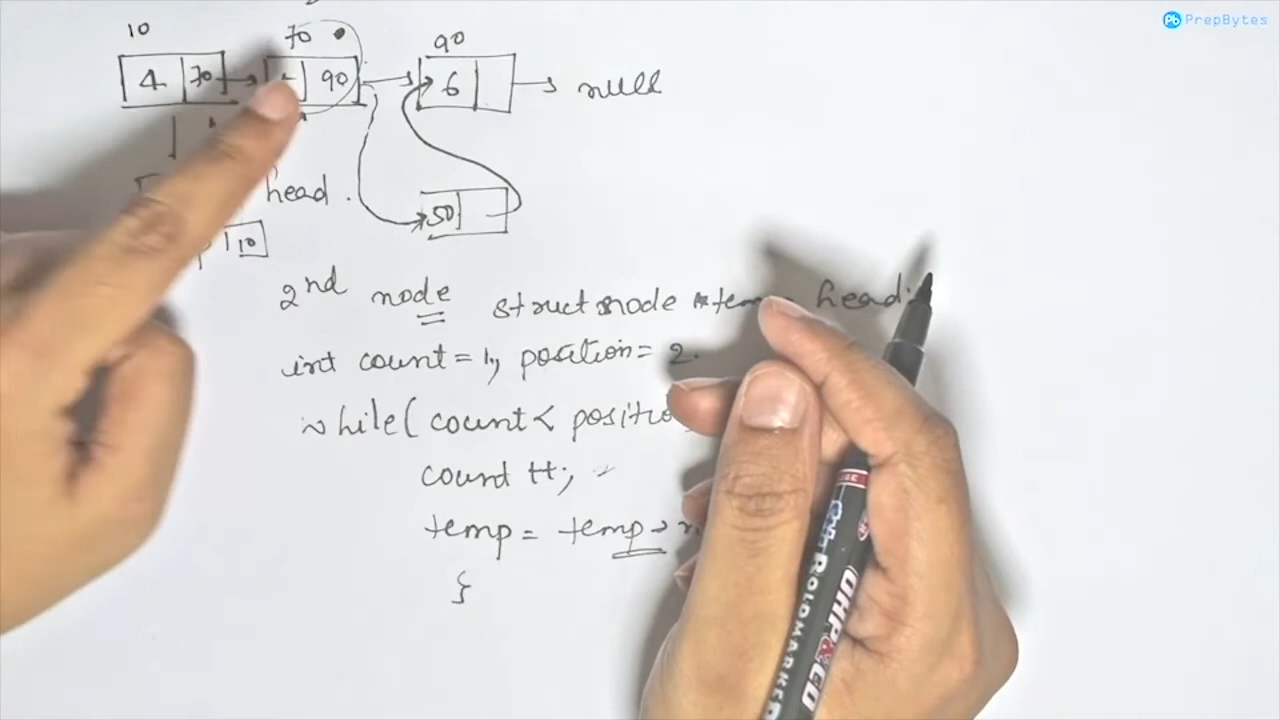 PrepBytes
10 70 90
4 70 90 6 null
head.
50
10
2nd node struct node head.
int count = 1, position = 2.
while( count <
count ++;
temp = temp →
}